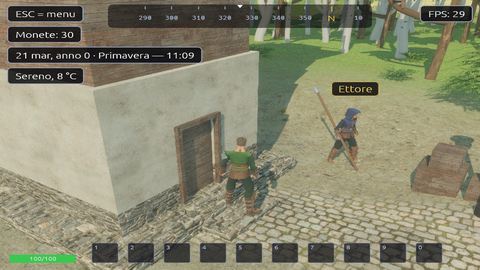 ESC = menu
290 300 310 320 330 340 350 N 10
FPS: 29
Monete: 30
21 mar, anno 0 · Primavera — 11:09
Sereno, 8 °C
Ettore
100/100
1 2 3 4 5 6 7 8 9 0